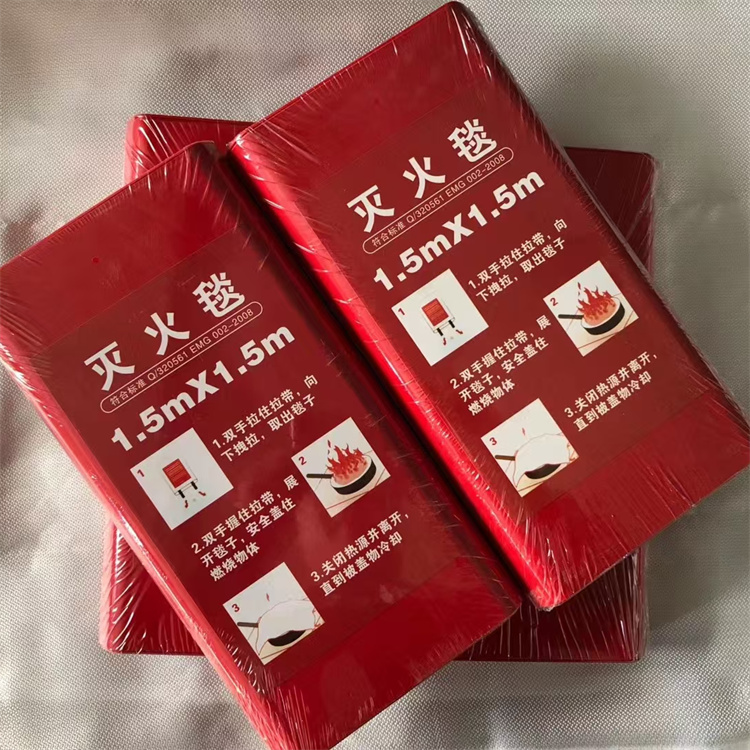 灭火毯
符合标准 Q/320561 EMG 002-2008
1.5mX1.5m
1.双手拉住拉带，向
下拽拉，取出毯子
1
2.双手握住拉带，展
开毯子，安全盖住
燃烧物体
2
3.关闭热源并离开，
直到被盖物冷却
3
灭火毯
符合标准 Q/320561 EMG 002-2008
1.5mX1.5m
1.双手拉住拉带，向
下拽拉，取出毯子
1
2.双手握住拉带，展
开毯子，安全盖住
燃烧物体
2
3.关闭热源并离开，
直到被盖物冷却
3